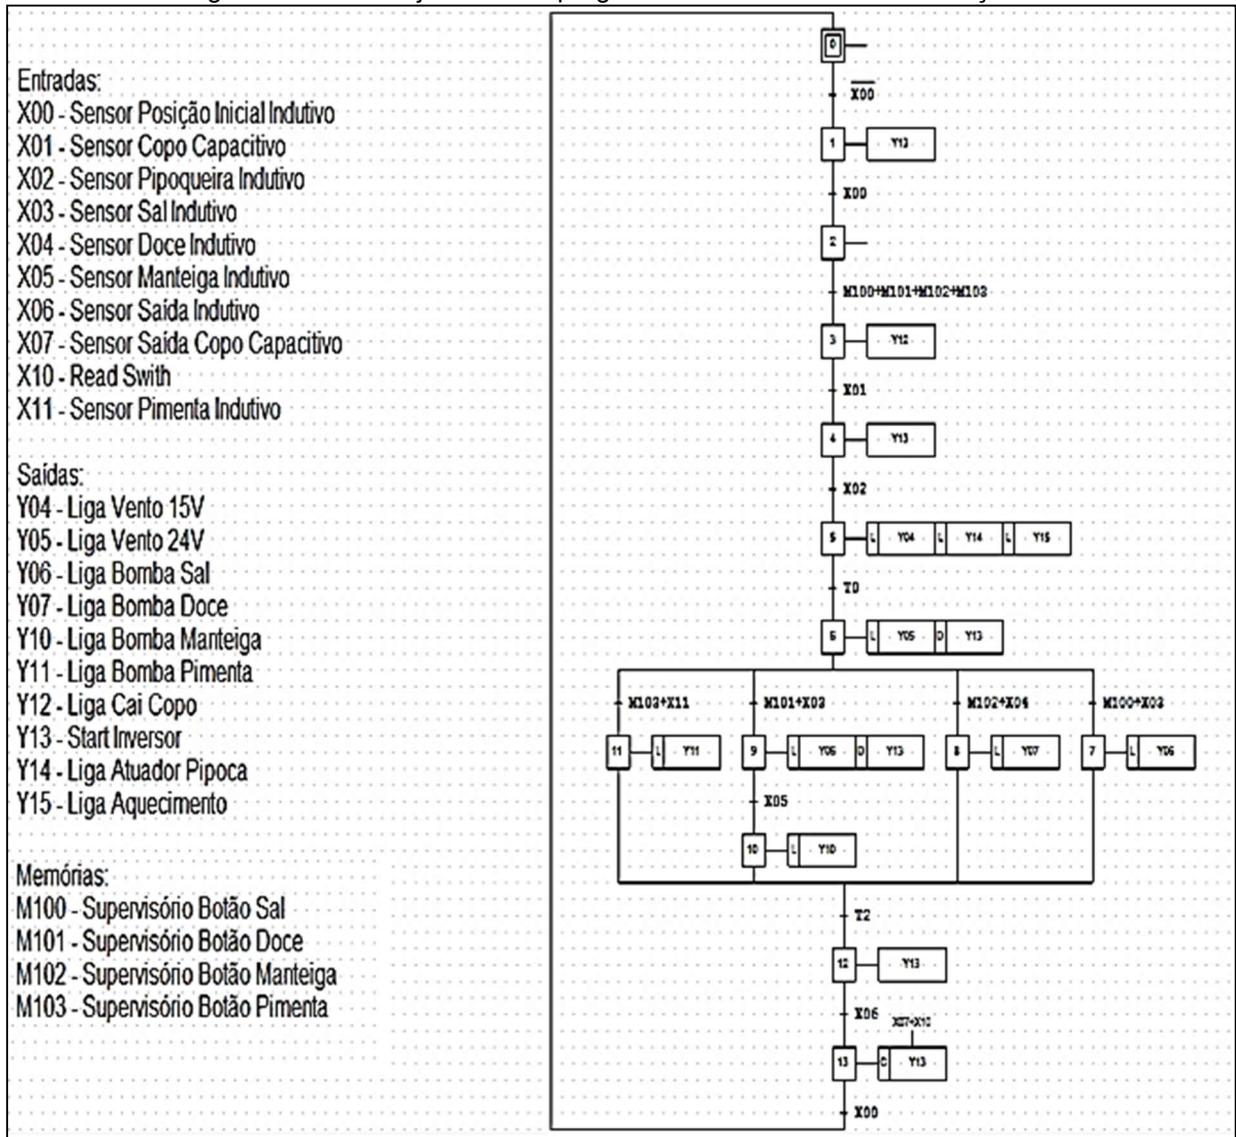 Entradas:
X00 - Sensor Posição Inicial Indutivo
X01 - Sensor Copo Capacitivo
X02 - Sensor Pipoqueira Indutivo
X03 - Sensor Sal Indutivo
X04 - Sensor Doce Indutivo
X05 - Sensor Manteiga Indutivo
X06 - Sensor Saída Indutivo
X07 - Sensor Saída Copo Capacitivo
X10 - Read Swith
X11 - Sensor Pimenta Indutivo
Saídas:
Y04 - Liga Vento 15V
Y05 - Liga Vento 24V
Y06 - Liga Bomba Sal
Y07 - Liga Bomba Doce
Y10 - Liga Bomba Manteiga
Y11 - Liga Bomba Pimenta
Y12 - Liga Cai Copo
Y13 - Start Inversor
Y14 - Liga Atuador Pipoca
Y15 - Liga Aquecimento
Memórias:
M100 - Supervisório Botão Sal
M101 - Supervisório Botão Doce
M102 - Supervisório Botão Manteiga
M103 - Supervisório Botão Pimenta
0
X00
1 Y13
X00
2
M100+M101+M102+M103
3 Y12
X01
4 Y13
X02
5 L Y04 L Y14 L Y15
T0
6 L Y05 D Y13
M103+X11 M101+X03 M102+X04 M100+X03
11 L Y11 9 L Y06 D Y13 8 L Y07 7 L Y06
X05
10 L Y10
T2
12 Y13
X06
X07+X10
13 C Y13
X00